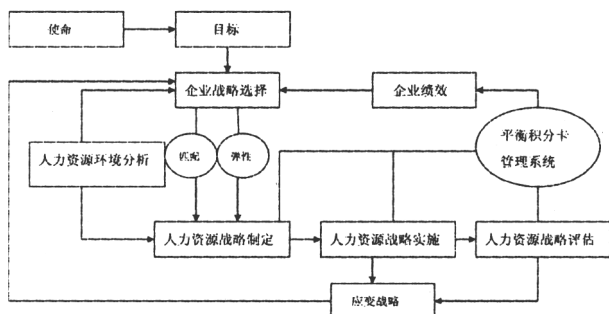 使命
目标
企业战略选择
企业绩效
人力资源环境分析
匹配
弹性
平衡积分卡
管理系统
人力资源战略制定
人力资源战略实施
人力资源战略评估
应变战略